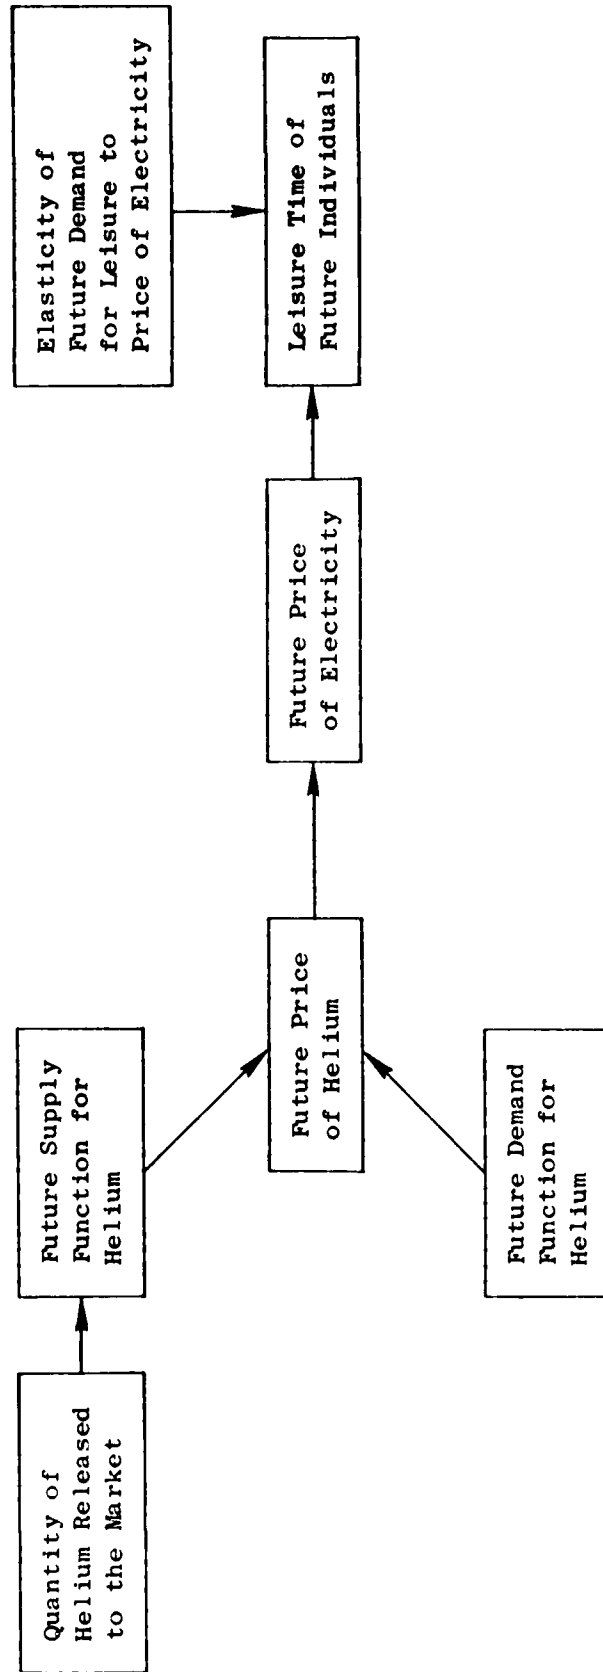 Quantity of
Helium Released
to the Market
Future Supply
Function for
Helium
Future Price
of Helium
Future Demand
Function for
Helium
Future Price
of Electricity
Elasticity of
Future Demand
for Leisure to
Price of Electricity
Leisure Time of
Future Individuals